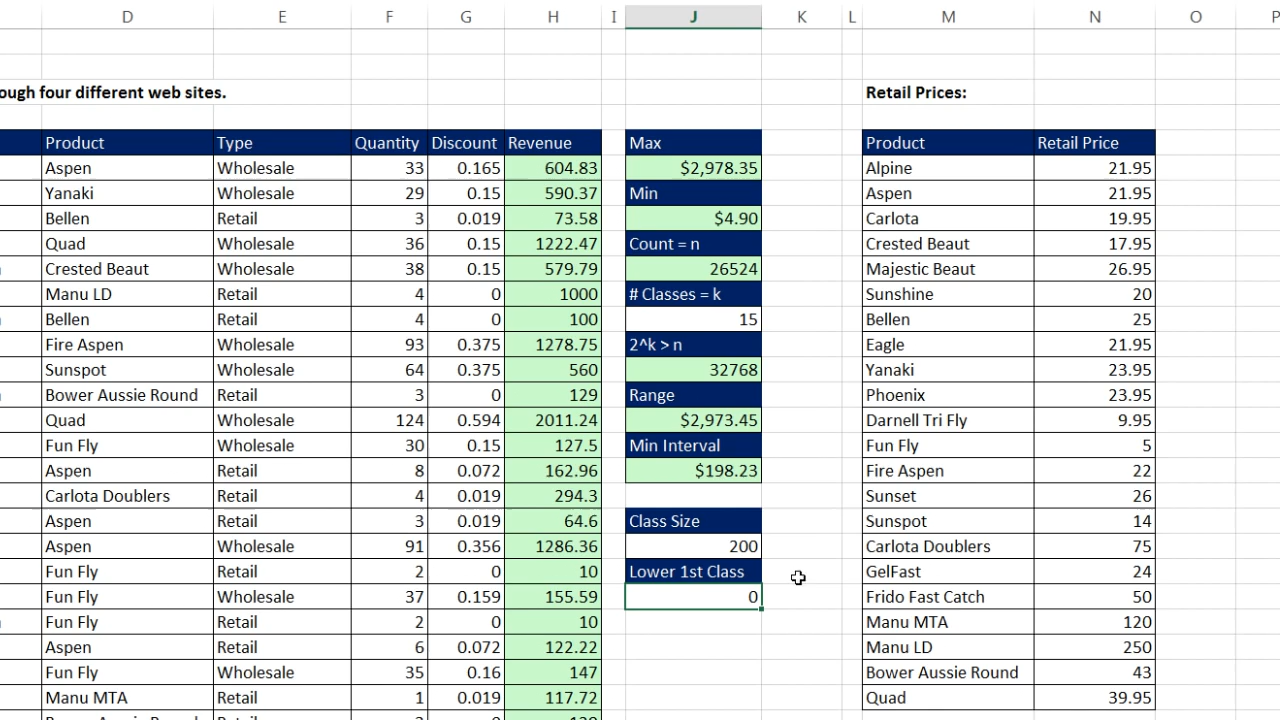 D E F G H I J K L M N O P
ough four different web sites. Retail Prices:
Product Type Quantity Discount Revenue Max Product Retail Price
Aspen Wholesale 33 0.165 604.83 $2,978.35 Alpine 21.95
Yanaki Wholesale 29 0.15 590.37 Min Aspen 21.95
Bellen Retail 3 0.019 73.58 $4.90 Carlota 19.95
Quad Wholesale 36 0.15 1222.47 Count = n Crested Beaut 17.95
Crested Beaut Wholesale 38 0.15 579.79 26524 Majestic Beaut 26.95
Manu LD Retail 4 0 1000 # Classes = k Sunshine 20
Bellen Retail 4 0 100 15 Bellen 25
Fire Aspen Wholesale 93 0.375 1278.75 2^k > n Eagle 21.95
Sunspot Wholesale 64 0.375 560 32768 Yanaki 23.95
Bower Aussie Round Retail 3 0 129 Range Phoenix 23.95
Quad Wholesale 124 0.594 2011.24 $2,973.45 Darnell Tri Fly 9.95
Fun Fly Wholesale 30 0.15 127.5 Min Interval Fun Fly 5
Aspen Retail 8 0.072 162.96 $198.23 Fire Aspen 22
Carlota Doublers Retail 4 0.019 294.3 Sunset 26
Aspen Retail 3 0.019 64.6 Class Size Sunspot 14
Aspen Wholesale 91 0.356 1286.36 200 Carlota Doublers 75
Fun Fly Retail 2 0 10 Lower 1st Class GelFast 24
Fun Fly Wholesale 37 0.159 155.59 0 Frido Fast Catch 50
Fun Fly Retail 2 0 10 Manu MTA 120
Aspen Retail 6 0.072 122.22 Manu LD 250
Fun Fly Wholesale 35 0.16 147 Bower Aussie Round 43
Manu MTA Retail 1 0.019 117.72 Quad 39.95